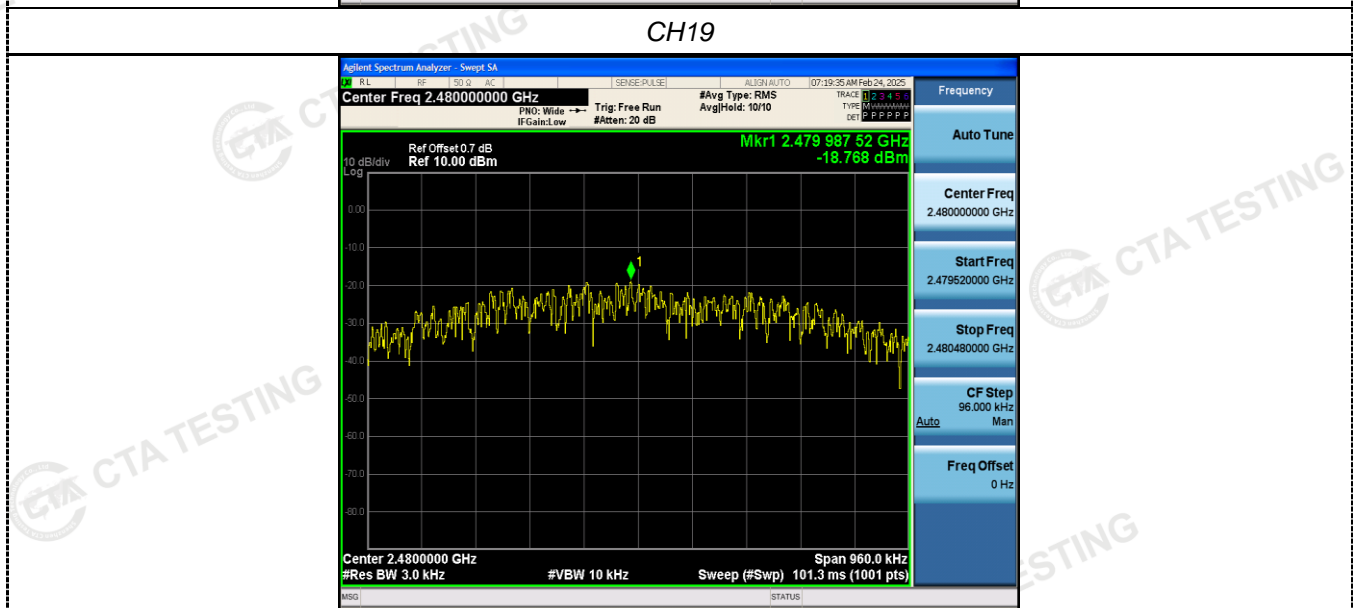 CH19
Agilent Spectrum Analyzer - Swept SA
RL RF 50 Ω AC SENSE:PULSE ALIGN AUTO 07:19:35 AM Feb 24, 2025
Center Freq 2.480000000 GHz
PNO: Wide
IFGain:Low
Trig: Free Run
#Atten: 20 dB
#Avg Type: RMS
Avg|Hold: 10/10
TRACE 1 2 3 4 5 6
TYPE M
DET P P P P P P
Mkr1 2.479 987 52 GHz
-18.768 dBm
Ref Offset 0.7 dB
10 dB/div Ref 10.00 dBm
Log
0.00
-10.0
-20.0
-30.0
-40.0
-50.0
-60.0
-70.0
-80.0
1
Center 2.4800000 GHz Span 960.0 kHz
#Res BW 3.0 kHz #VBW 10 kHz Sweep (#Swp) 101.3 ms (1001 pts)
MSG STATUS
Frequency
Auto Tune
Center Freq
2.480000000 GHz
Start Freq
2.479520000 GHz
Stop Freq
2.480480000 GHz
CF Step
96.000 kHz
Auto Man
Freq Offset
0 Hz
CTA TESTING
CTA TESTING
CTA
TING
STING